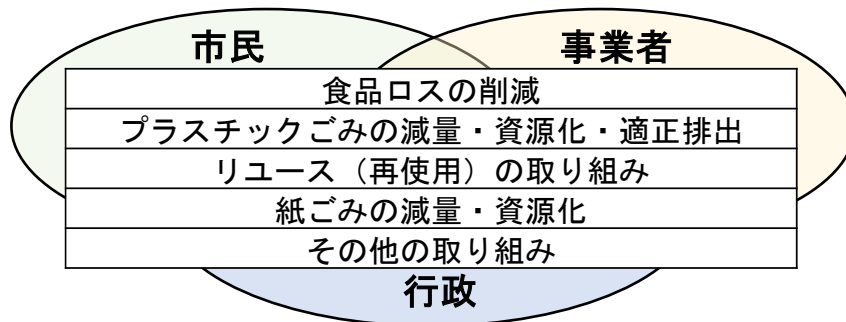 市民
事業者
食品ロスの削減
プラスチックごみの減量・資源化・適正排出
リユース（再使用）の取り組み
紙ごみの減量・資源化
その他の取り組み
行政